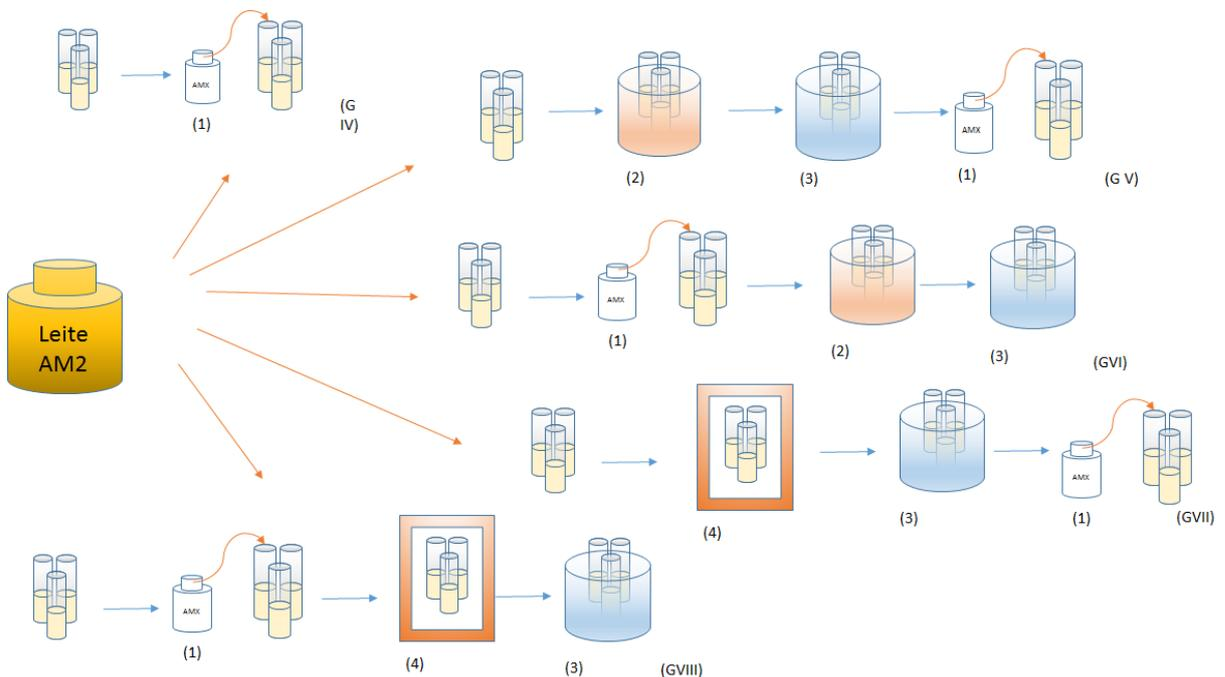 AMX
(1)
(G
IV)
(2)
(3)
AMX
(1)
(G V)
Leite
AM2
AMX
(1)
(2)
(3)
(GVI)
(4)
(3)
AMX
(1)
(GVII)
AMX
(1)
(4)
(3)
(GVIII)